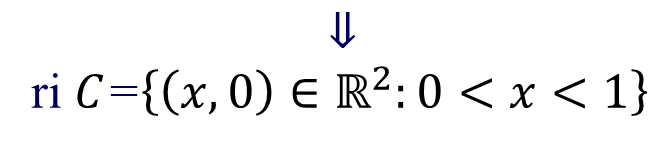 ⇓
ri C={(x,0) ∈ ℝ²: 0 < x < 1}